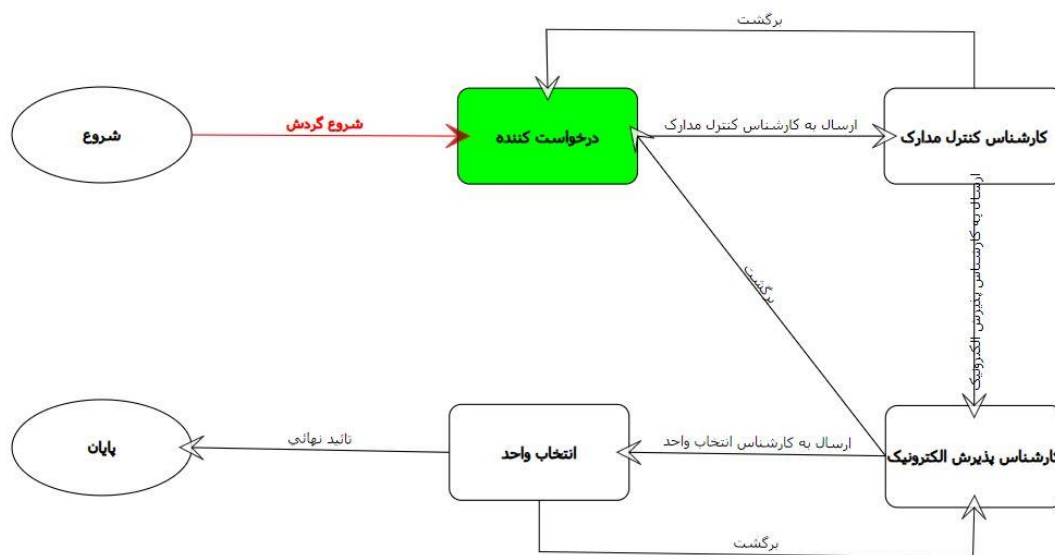 برگشت
شروع
شروع گردش
درخواست کننده
ارسال به کارشناس کنترل مدارک
کارشناس کنترل مدارک
ارسال به کارشناس پذیرش الکترونیک
برگشت
پایان
تائید نهائی
انتخاب واحد
ارسال به کارشناس انتخاب واحد
کارشناس پذیرش الکترونیک
برگشت